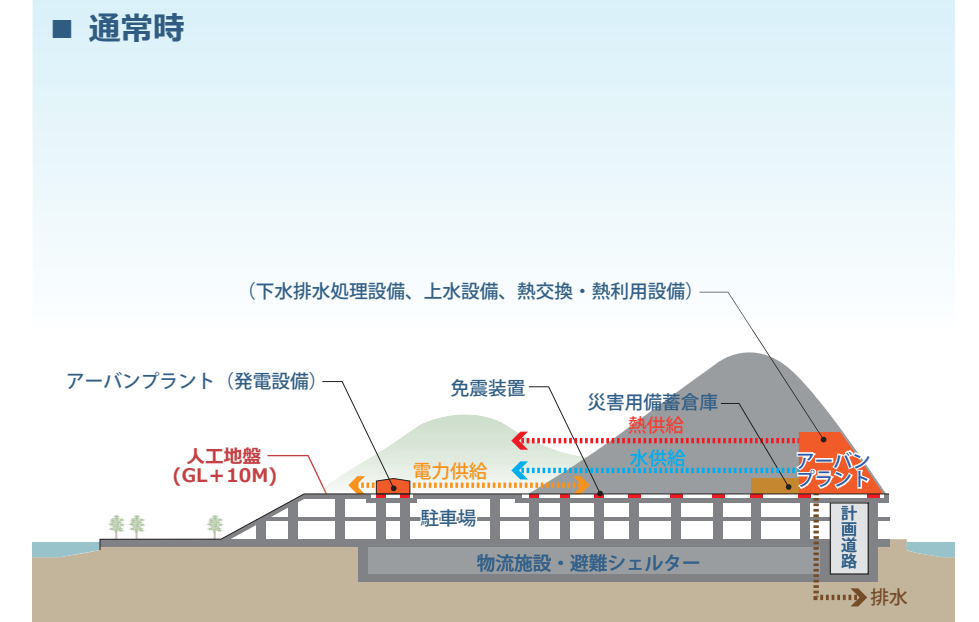 ■ 通常時
（下水排水処理設備、上水設備、熱交換・熱利用設備）
アーバンプラント（発電設備）
免震装置
災害用備蓄倉庫
熱供給
人工地盤
(GL＋10M)
電力供給
水供給
アーバン
プラント
駐車場
計画道路
物流施設・避難シェルター
排水